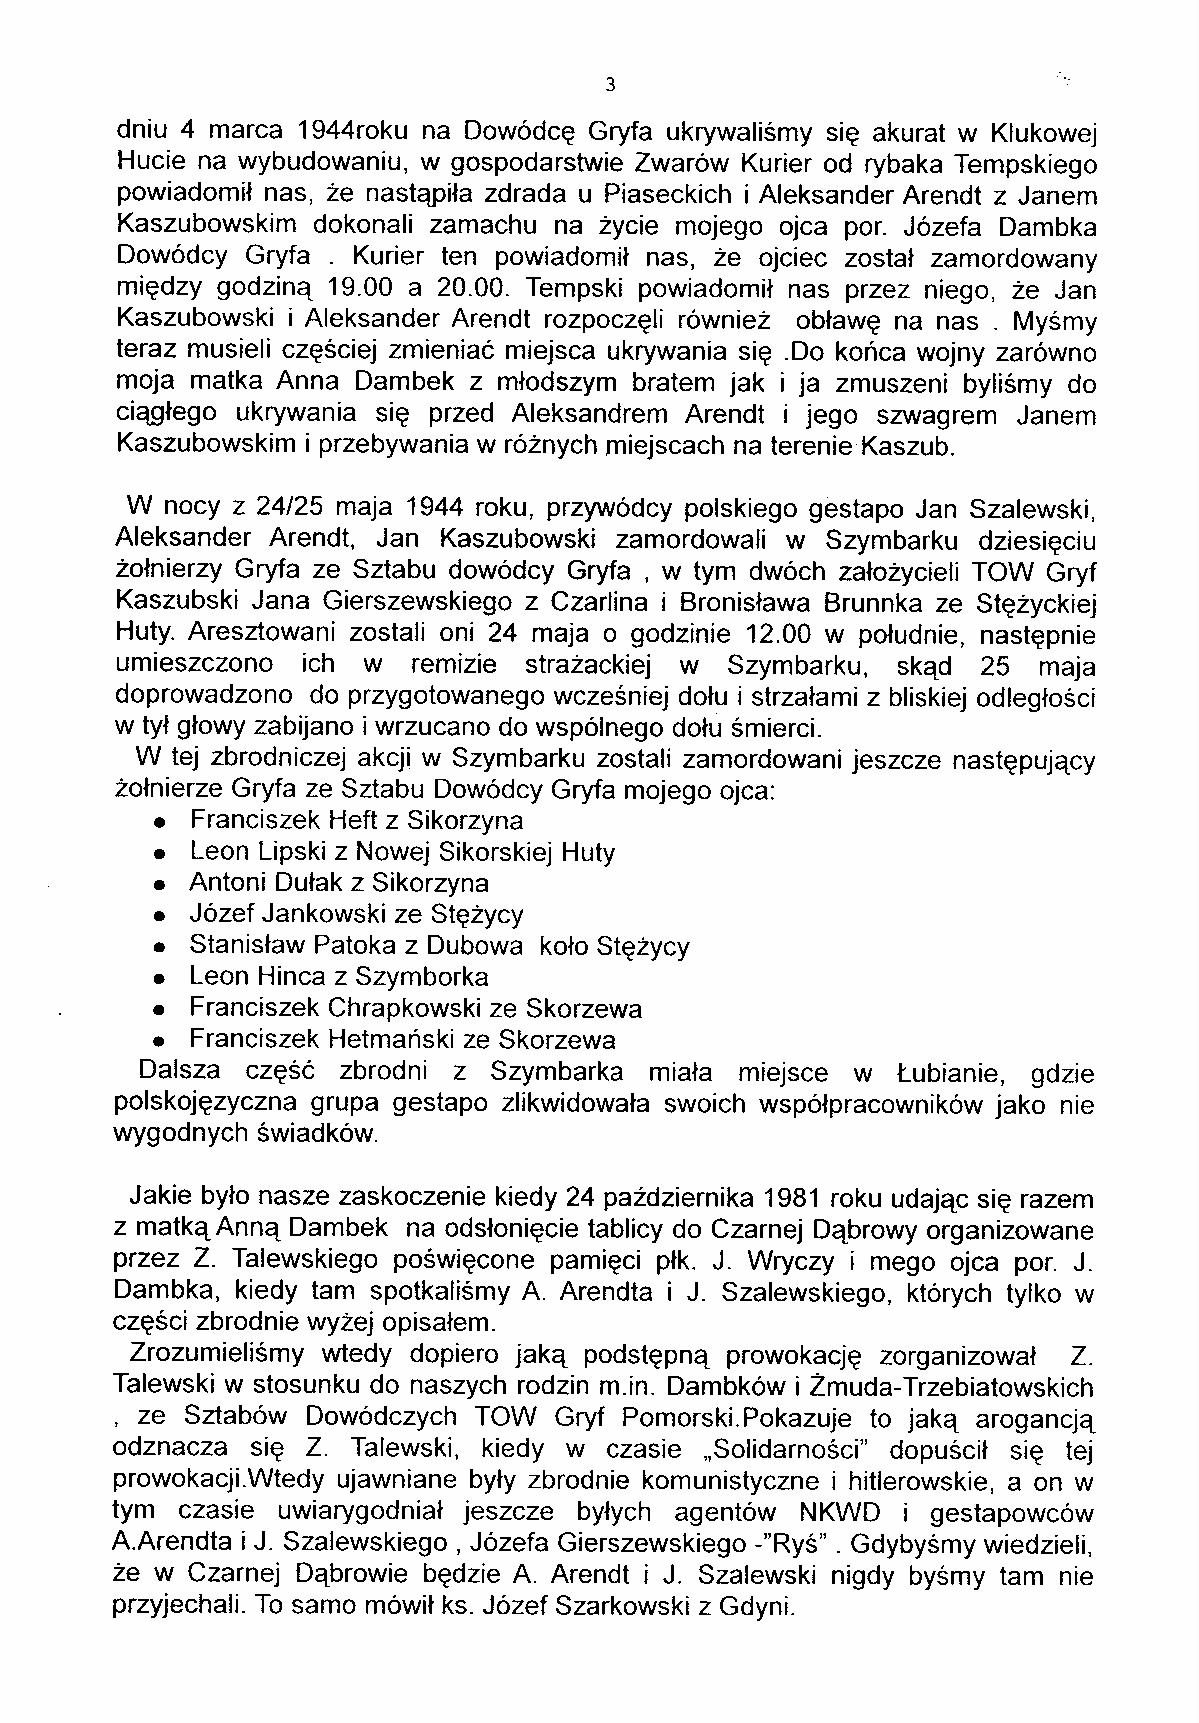 3
dniu 4 marca 1944roku na Dowódcę Gryfa ukrywaliśmy się akurat w Klukowej
Hucie na wybudowaniu, w gospodarstwie Zwarów Kurier od rybaka Tempskiego
powiadomił nas, że nastąpiła zdrada u Piaseckich i Aleksander Arendt z Janem
Kaszubowskim dokonali zamachu na życie mojego ojca por. Józefa Dambka
Dowódcy Gryfa . Kurier ten powiadomił nas, że ojciec został zamordowany
między godziną 19.00 a 20.00. Tempski powiadomił nas przez niego, że Jan
Kaszubowski i Aleksander Arendt rozpoczęli również obławę na nas . Myśmy
teraz musieli częściej zmieniać miejsca ukrywania się .Do końca wojny zarówno
moja matka Anna Dambek z młodszym bratem jak i ja zmuszeni byliśmy do
ciągłego ukrywania się przed Aleksandrem Arendt i jego szwagrem Janem
Kaszubowskim i przebywania w różnych miejscach na terenie Kaszub.
W nocy z 24/25 maja 1944 roku, przywódcy polskiego gestapo Jan Szalewski,
Aleksander Arendt, Jan Kaszubowski zamordowali w Szymbarku dziesięciu
żołnierzy Gryfa ze Sztabu dowódcy Gryfa , w tym dwóch założycieli TOW Gryf
Kaszubski Jana Gierszewskiego z Czarlina i Bronisława Brunnka ze Stężyckiej
Huty. Aresztowani zostali oni 24 maja o godzinie 12.00 w południe, następnie
umieszczono ich w remizie strażackiej w Szymbarku, skąd 25 maja
doprowadzono do przygotowanego wcześniej dołu i strzałami z bliskiej odległości
w tył głowy zabijano i wrzucano do wspólnego dołu śmierci.
W tej zbrodniczej akcji w Szymbarku zostali zamordowani jeszcze następujący
żołnierze Gryfa ze Sztabu Dowódcy Gryfa mojego ojca:
• Franciszek Heft z Sikorzyna
• Leon Lipski z Nowej Sikorskiej Huty
• Antoni Dułak z Sikorzyna
• Józef Jankowski ze Stężycy
• Stanisław Patoka z Dubowa koło Stężycy
• Leon Hinca z Szymborka
• Franciszek Chrapkowski ze Skorzewa
• Franciszek Hetmański ze Skorzewa
Dalsza część zbrodni z Szymbarka miała miejsce w Łubianie, gdzie
polskojęzyczna grupa gestapo zlikwidowała swoich współpracowników jako nie
wygodnych świadków.
Jakie było nasze zaskoczenie kiedy 24 października 1981 roku udając się razem
z matką Anną Dambek na odsłonięcie tablicy do Czarnej Dąbrowy organizowane
przez Z. Talewskiego poświęcone pamięci płk. J. Wryczy i mego ojca por. J.
Dambka, kiedy tam spotkaliśmy A. Arendta i J. Szalewskiego, których tylko w
części zbrodnie wyżej opisałem.
Zrozumieliśmy wtedy dopiero jaką podstępną prowokację zorganizował Z.
Talewski w stosunku do naszych rodzin m.in. Dambków i Żmuda-Trzebiatowskich
, ze Sztabów Dowódczych TOW Gryf Pomorski.Pokazuje to jaką arogancją
odznacza się Z. Talewski, kiedy w czasie „Solidarności” dopuścił się tej
prowokacji.Wtedy ujawniane były zbrodnie komunistyczne i hitlerowskie, a on w
tym czasie uwiarygodniał jeszcze byłych agentów NKWD i gestapowców
A.Arendta i J. Szalewskiego , Józefa Gierszewskiego -”Ryś” . Gdybyśmy wiedzieli,
że w Czarnej Dąbrowie będzie A. Arendt i J. Szalewski nigdy byśmy tam nie
przyjechali. To samo mówił ks. Józef Szarkowski z Gdyni.